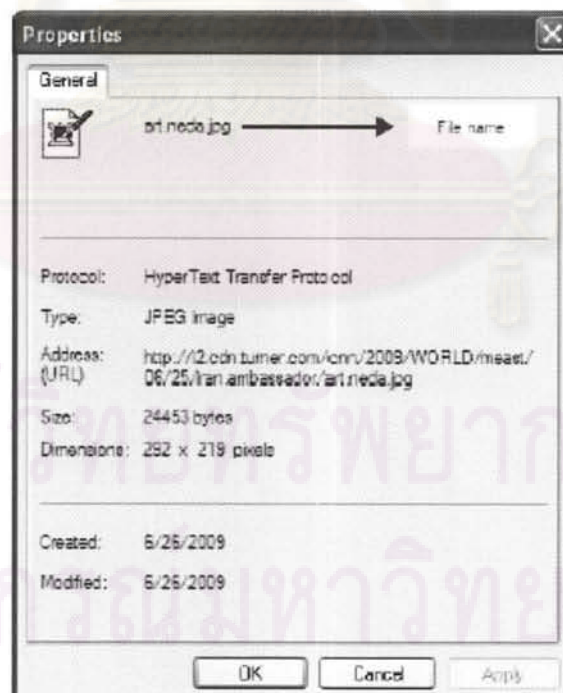 Properties
General
art.neda.jpg File name
Protocol: HyperText Transfer Protocol
Type: JPEG Image
Address: http://i2.cdn.turner.com/cnn/2009/WORLD/meast/
(URL) 06/25/iran.ambassador/art.neda.jpg
Size: 24453 bytes
Dimensions: 292 x 219 pixels
Created: 6/26/2009
Modified: 6/26/2009
OK Cancel Apply